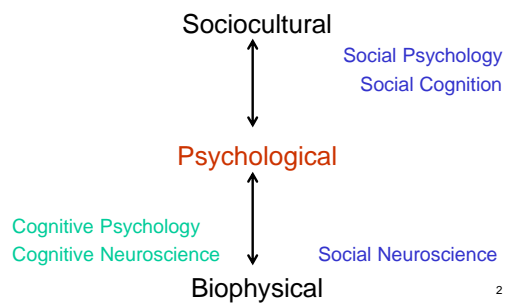 Sociocultural
Social Psychology
Social Cognition
Psychological
Cognitive Psychology
Cognitive Neuroscience
Social Neuroscience
Biophysical
2